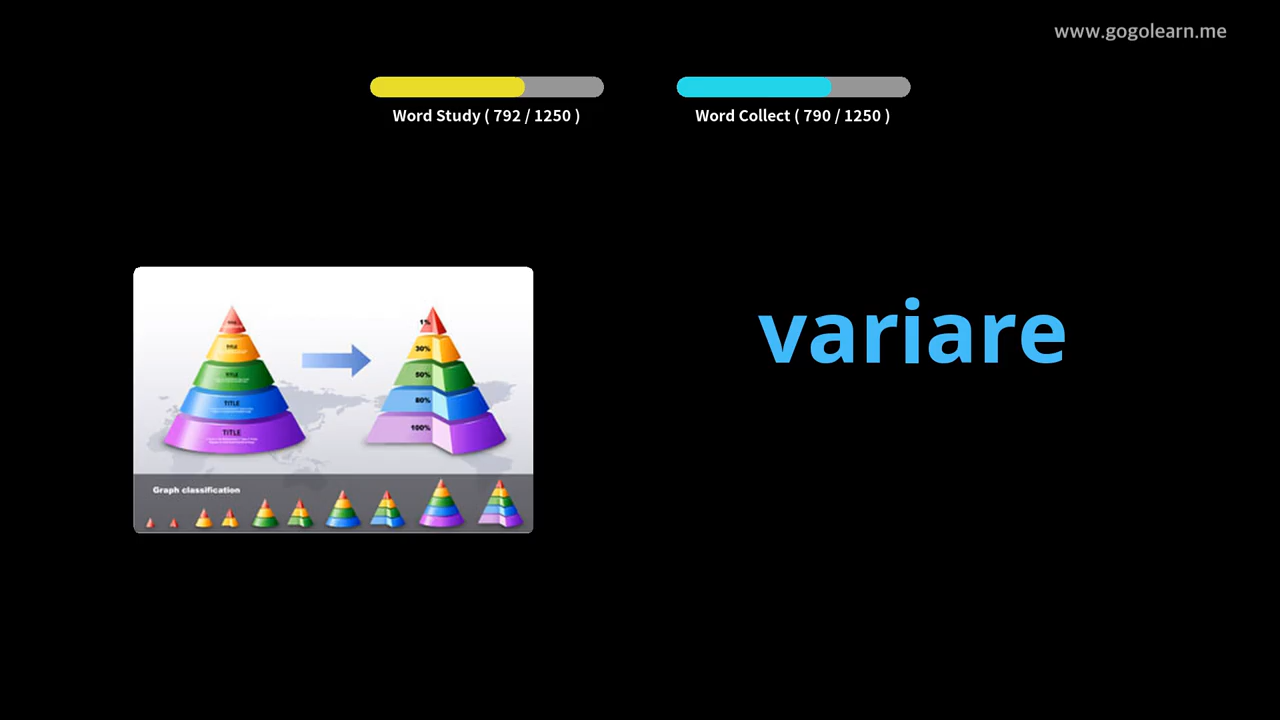 www.gogolearn.me
Word Study ( 792 / 1250 )
Word Collect ( 790 / 1250 )
variare
TITLE
TITLE
TITLE
TITLE
1%
30%
50%
80%
100%
Graph classification